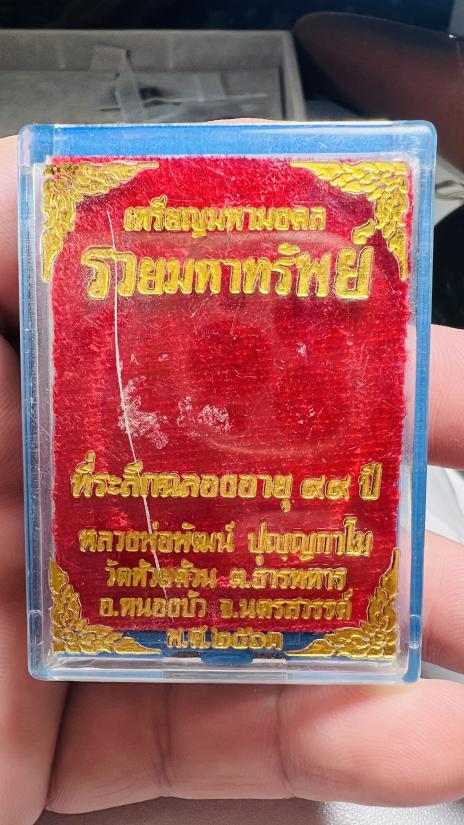 เหรียญมหามงคล
รวยมหาทรัพย์
ที่ระลึกฉลองอายุ ๙๙ ปี
หลวงพ่อพัฒน์ ปุญญกาโม
วัดห้วยด้วน ต.ธารทหาร
อ.หนองบัว จ.นครสวรรค์
พ.ศ.๒๕๖๓